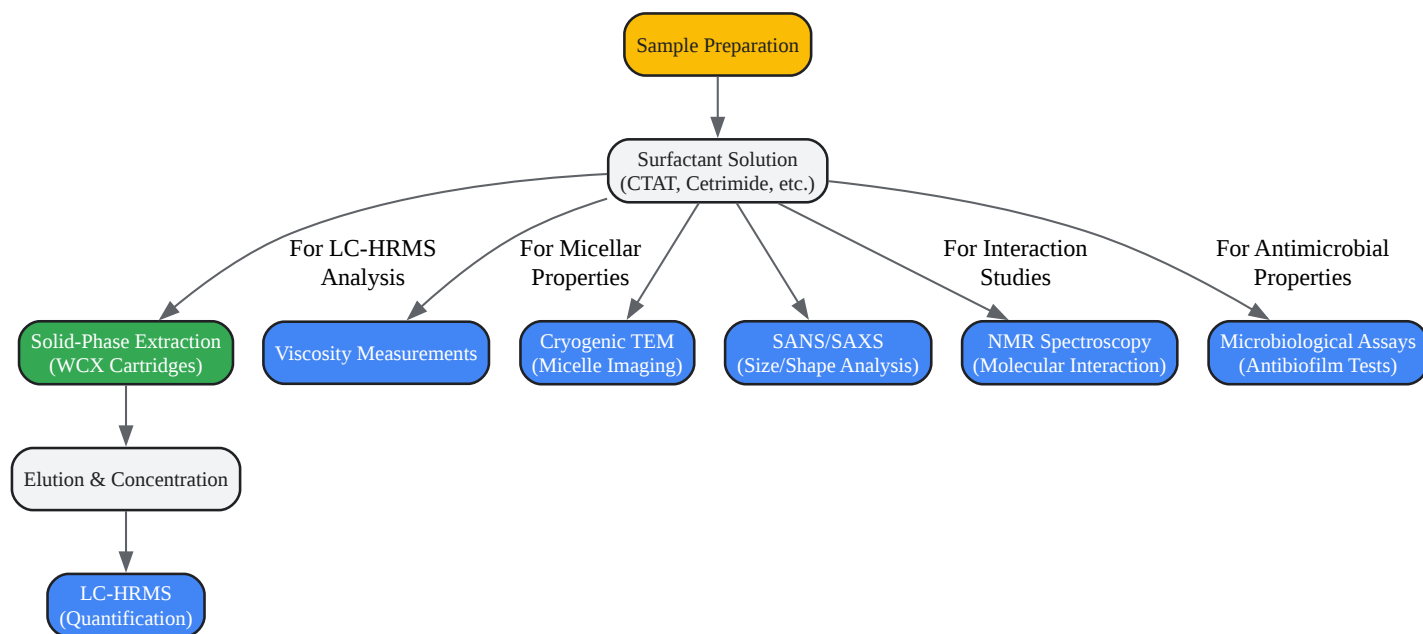 Sample Preparation
Surfactant Solution
(CTAT, Cetrimide, etc.)
For LC-HRMS
Analysis
For Micellar
Properties
For Interaction
Studies
For Antimicrobial
Properties
Solid-Phase Extraction
(WCX Cartridges)
Viscosity Measurements
Cryogenic TEM
(Micelle Imaging)
SANS/SAXS
(Size/Shape Analysis)
NMR Spectroscopy
(Molecular Interaction)
Microbiological Assays
(Antibiofilm Tests)
Elution & Concentration
LC-HRMS
(Quantification)